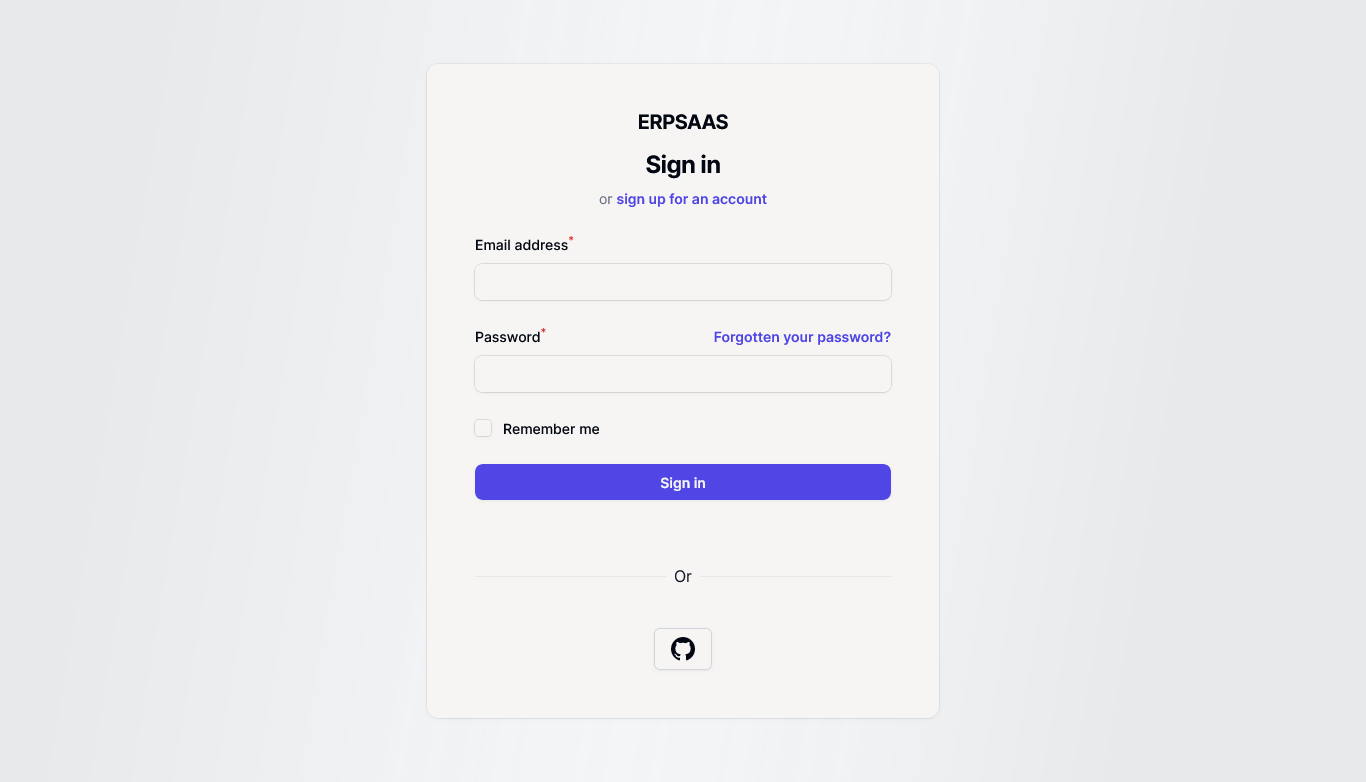 ERPSAAS
Sign in
or sign up for an account
Email address*
Password* Forgotten your password?
Remember me
Sign in
Or